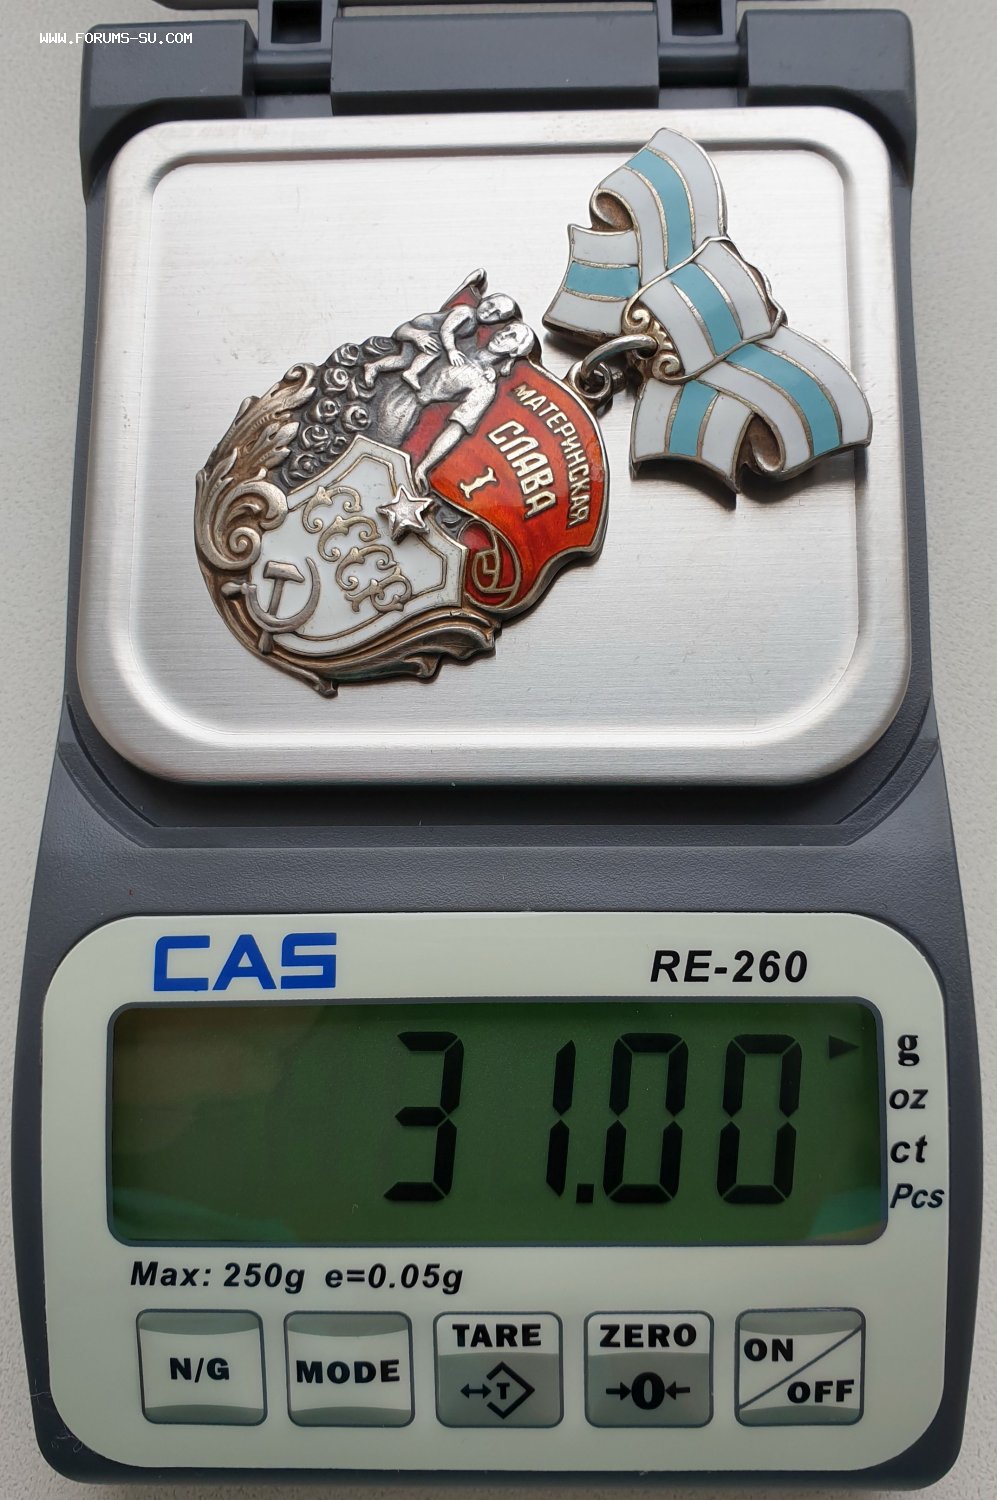 WWW.FORUMS-SU.COM
МАТЕРИНСКАЯ
СЛАВА
I
СССР
CAS
RE-260
31.00
g
oz
ct
Pcs
Max: 250g e=0.05g
N/G
MODE
TARE
T
ZERO
0
ON
OFF